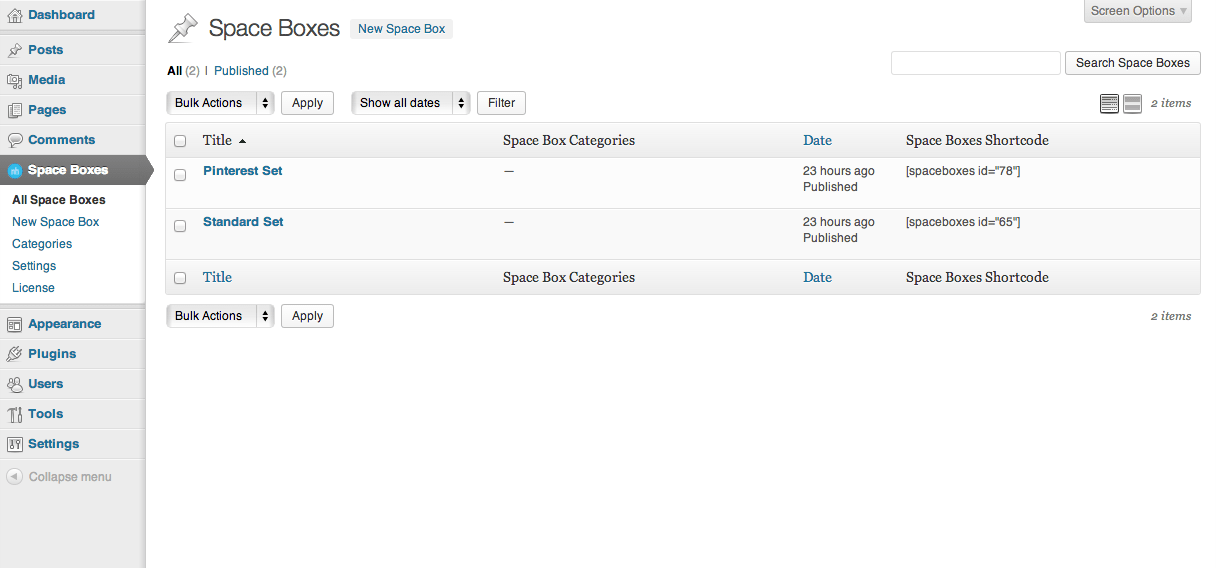 Dashboard
Posts
Media
Pages
Comments
Space Boxes
All Space Boxes
New Space Box
Categories
Settings
License
Appearance
Plugins
Users
Tools
Settings
Collapse menu
Screen Options
Space Boxes New Space Box
All (2) | Published (2)
Search Space Boxes
Bulk Actions Apply Show all dates Filter 2 items
Title Space Box Categories Date Space Boxes Shortcode
Pinterest Set — 23 hours ago [spaceboxes id="78"]
Published
Standard Set — 23 hours ago [spaceboxes id="65"]
Published
Title Space Box Categories Date Space Boxes Shortcode
Bulk Actions Apply 2 items